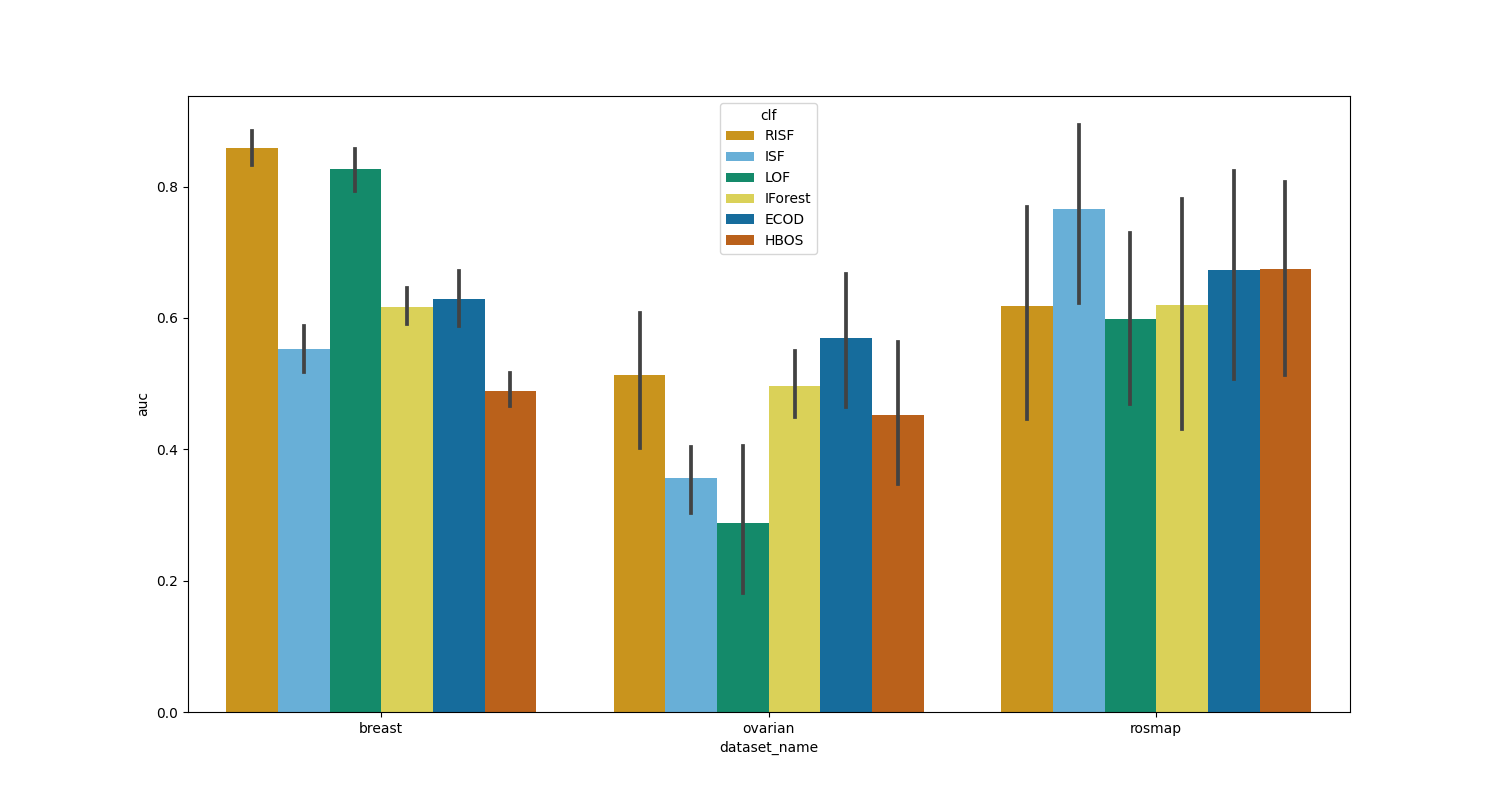 clf
RISF
ISF
LOF
IForest
ECOD
HBOS
auc
0.8
0.6
0.4
0.2
0.0
breast
ovarian
rosmap
dataset_name